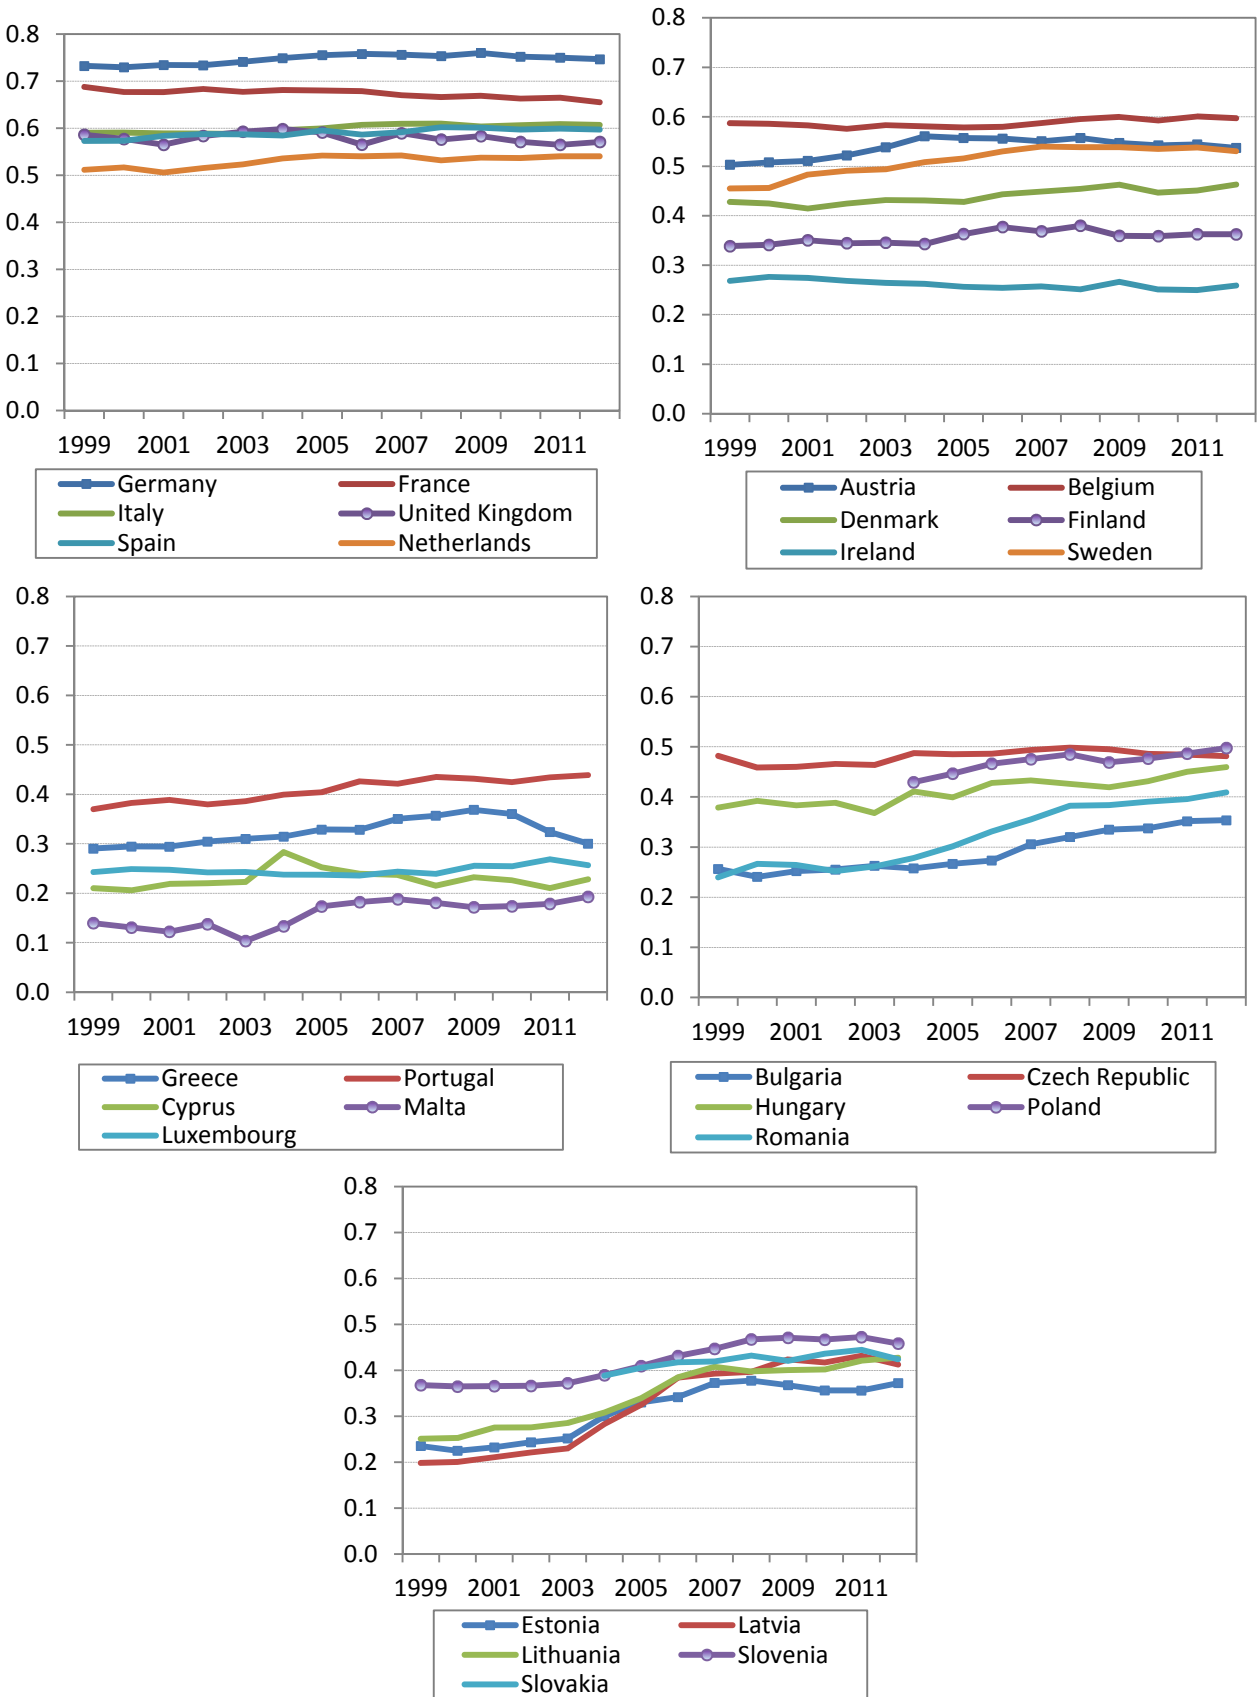 0.8
0.7
0.6
0.5
0.4
0.3
0.2
0.1
0.0
1999 2001 2003 2005 2007 2009 2011
Germany France
Italy United Kingdom
Spain Netherlands
0.8
0.7
0.6
0.5
0.4
0.3
0.2
0.1
0.0
1999 2001 2003 2005 2007 2009 2011
Austria Belgium
Denmark Finland
Ireland Sweden
0.8
0.7
0.6
0.5
0.4
0.3
0.2
0.1
0.0
1999 2001 2003 2005 2007 2009 2011
Greece Portugal
Cyprus Malta
Luxembourg
0.8
0.7
0.6
0.5
0.4
0.3
0.2
0.1
0.0
1999 2001 2003 2005 2007 2009 2011
Bulgaria Czech Republic
Hungary Poland
Romania
0.8
0.7
0.6
0.5
0.4
0.3
0.2
0.1
0.0
1999 2001 2003 2005 2007 2009 2011
Estonia Latvia
Lithuania Slovenia
Slovakia